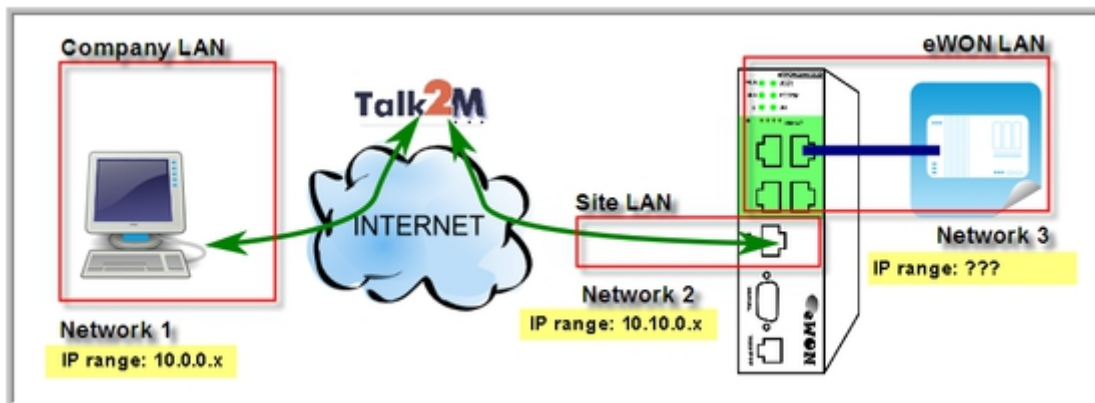 Company LAN
eWON LAN
Talk2M
Site LAN
INTERNET
Network 3
IP range: ???
Network 2
IP range: 10.10.0.x
Network 1
IP range: 10.0.0.x
eWON